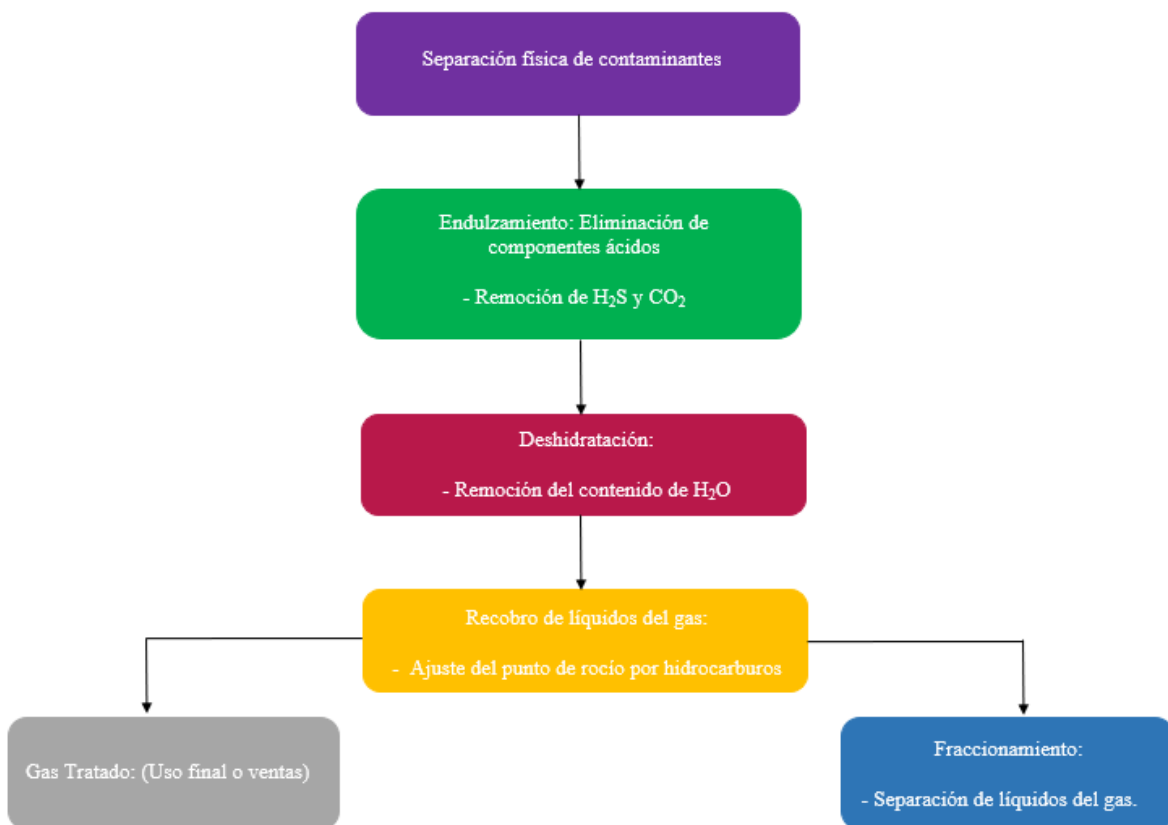 Separación física de contaminantes
Endulzamiento: Eliminación de
componentes ácidos
- Remoción de H₂S y CO₂
Deshidratación:
- Remoción del contenido de H₂O
Recobro de líquidos del gas:
- Ajuste del punto de rocío por hidrocarburos
Gas Tratado: (Uso final o ventas)
Fraccionamiento:
- Separación de líquidos del gas.